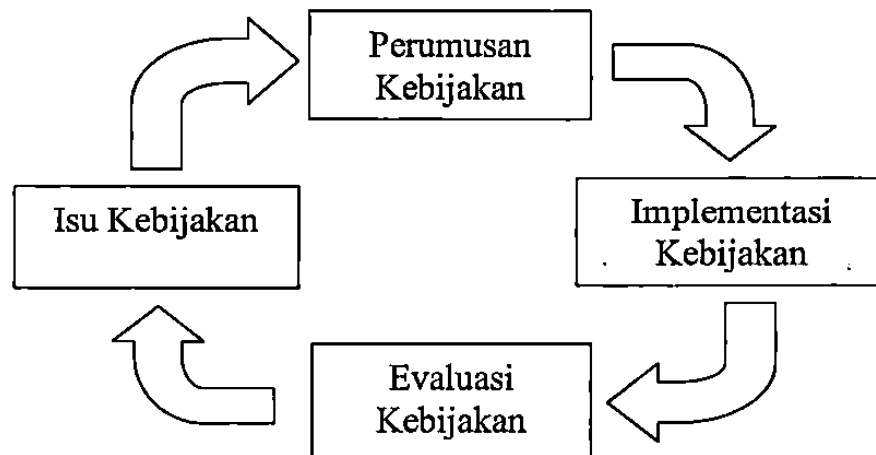 Perumusan
Kebijakan
Isu Kebijakan
Implementasi
Kebijakan
Evaluasi
Kebijakan